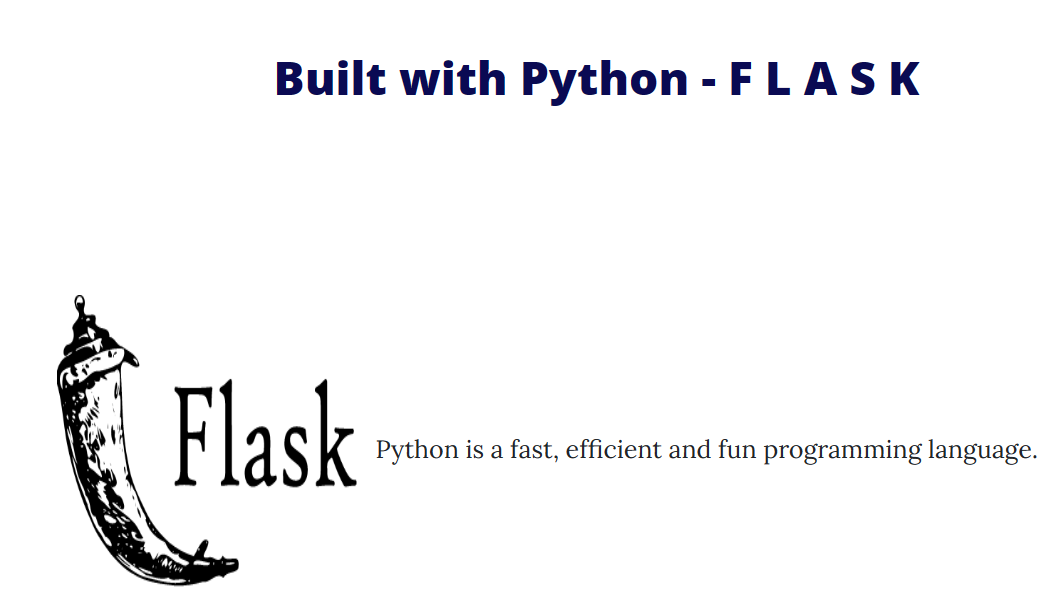 Built with Python - F L A S K
Flask
Python is a fast, efficient and fun programming language.